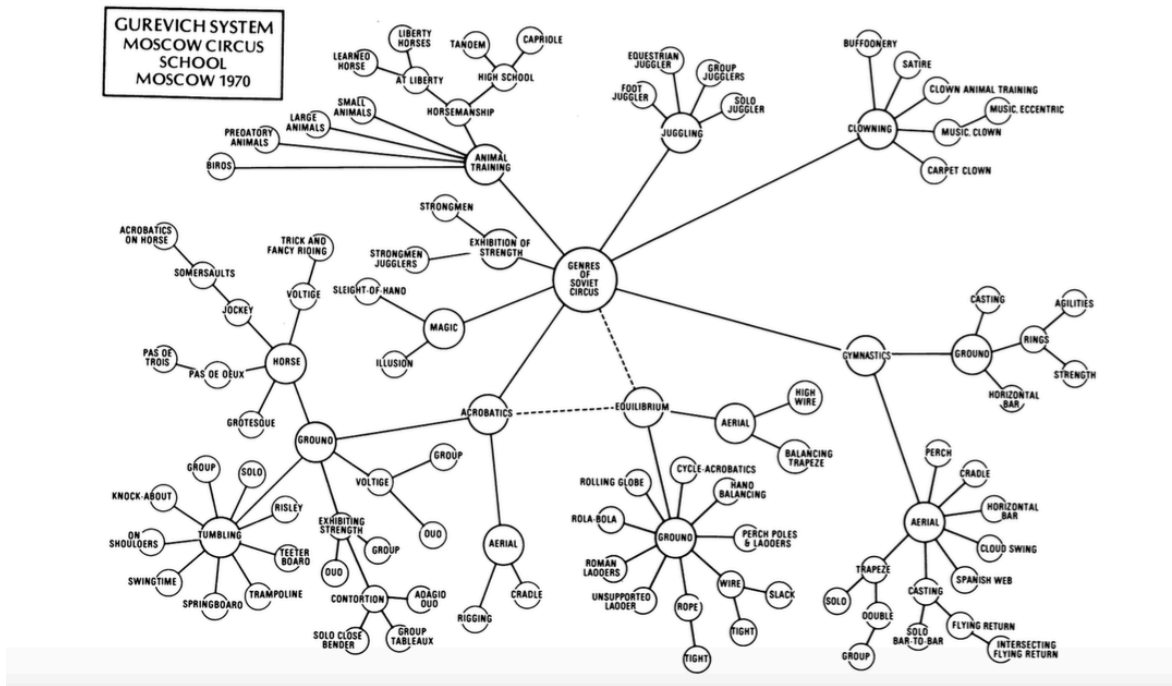 GUREVICH SYSTEM
MOSCOW CIRCUS
SCHOOL
MOSCOW 1970
LIBERTY
HORSES
LEARNED
HORSE
AT LIBERTY
TANDEM
CAPRIOLE
HIGH SCHOOL
HORSEMANSHIP
SMALL
ANIMALS
LARGE
ANIMALS
PREDATORY
ANIMALS
BIRDS
ANIMAL
TRAINING
EQUESTRIAN
JUGGLER
GROUP
JUGGLERS
FOOT
JUGGLER
SOLO
JUGGLER
JUGGLING
BUFFOONERY
SATIRE
CLOWN ANIMAL TRAINING
MUSIC. ECCENTRIC
CLOWNING
MUSIC. CLOWN
CARPET CLOWN
STRONGMEN
EXHIBITION OF
STRENGTH
STRONGMEN
JUGGLERS
GENRES
OF
SOVIET
CIRCUS
SLEIGHT-OF-HAND
MAGIC
ILLUSION
ACROBATICS
ON HORSE
SOMERSAULTS
JOCKEY
TRICK AND
FANCY RIDING
VOLTIGE
HORSE
PAS DE
TROIS
PAS DE DEUX
GROTESQUE
GROUND
ACROBATICS
EQUILIBRIUM
AERIAL
HIGH
WIRE
BALANCING
TRAPEZE
GYMNASTICS
GROUND
CASTING
RINGS
AGILITIES
STRENGTH
HORIZONTAL
BAR
GROUP
SOLO
KNOCK-ABOUT
RISLEY
ON
SHOULDERS
TUMBLING
TEETER
BOARD
SWINGTIME
SPRINGBOARD
TRAMPOLINE
VOLTIGE
GROUP
DUO
EXHIBITING
STRENGTH
GROUP
DUO
CONTORTION
ADAGIO
DUO
SOLO CLOSE
BENDER
GROUP
TABLEAUX
AERIAL
RIGGING
CRADLE
ROLLING GLOBE
CYCLE-ACROBATICS
HAND
BALANCING
ROLA-BOLA
GROUND
PERCH POLES
& LADDERS
ROMAN
LADDERS
UNSUPPORTED
LADDER
ROPE
TIGHT
WIRE
SLACK
TIGHT
PERCH
CRADLE
HORIZONTAL
BAR
AERIAL
CLOUD SWING
SPANISH WEB
TRAPEZE
SOLO
DOUBLE
GROUP
CASTING
SOLO
BAR-TO-BAR
FLYING RETURN
INTERSECTING
FLYING RETURN